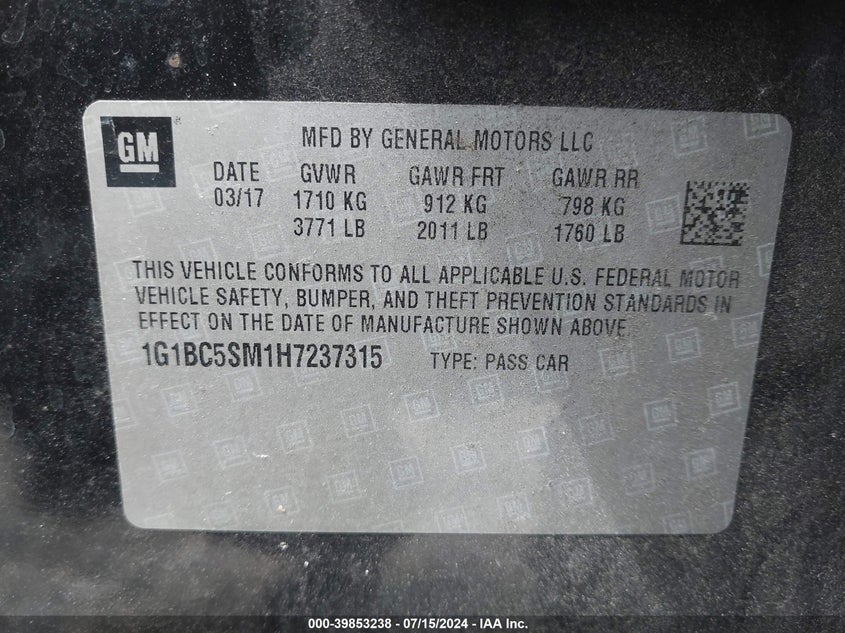 GM
MFD BY GENERAL MOTORS LLC
DATE GVWR GAWR FRT GAWR RR
03/17 1710 KG 912 KG 798 KG
3771 LB 2011 LB 1760 LB
THIS VEHICLE CONFORMS TO ALL APPLICABLE U.S. FEDERAL MOTOR
VEHICLE SAFETY, BUMPER, AND THEFT PREVENTION STANDARDS IN
EFFECT ON THE DATE OF MANUFACTURE SHOWN ABOVE.
1G1BC5SM1H7237315 TYPE: PASS CAR
000-39853238 - 07/15/2024 - IAA Inc.